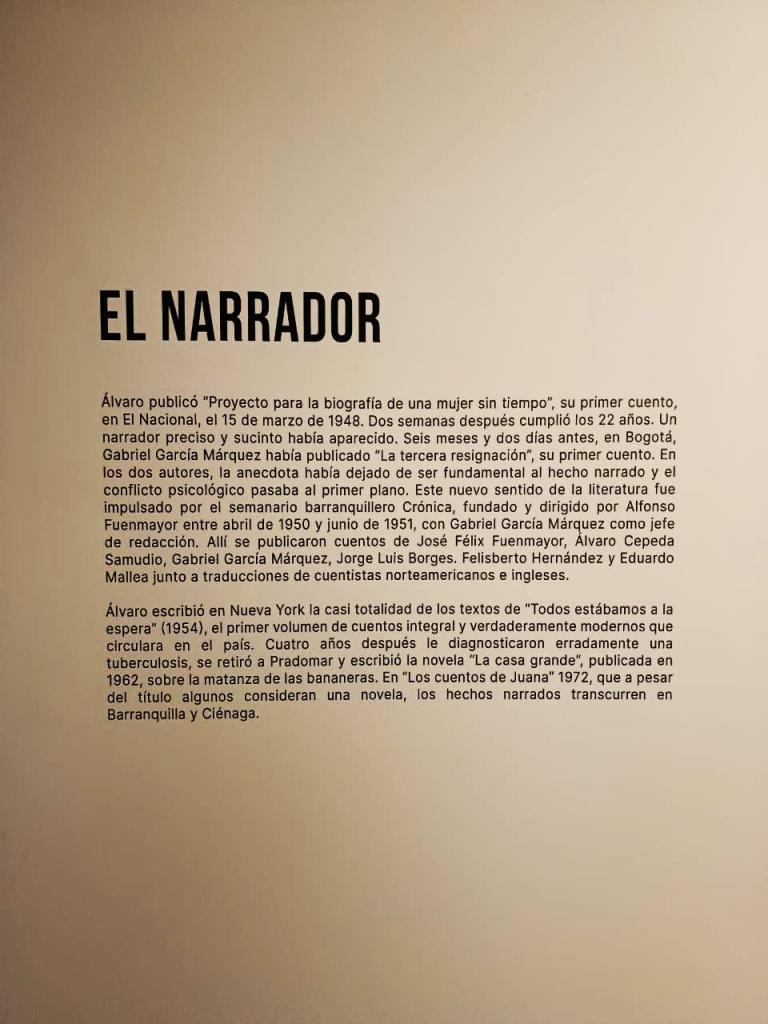 EL NARRADOR
Álvaro publicó “Proyecto para la biografía de una mujer sin tiempo”, su primer cuento,
en El Nacional, el 15 de marzo de 1948. Dos semanas después cumplió los 22 años. Un
narrador preciso y sucinto había aparecido. Seis meses y dos días antes, en Bogotá,
Gabriel García Márquez había publicado “La tercera resignación”, su primer cuento. En
los dos autores, la anecdota había dejado de ser fundamental al hecho narrado y el
conflicto psicológico pasaba al primer plano. Este nuevo sentido de la literatura fue
impulsado por el semanario barranquillero Crónica, fundado y dirigido por Alfonso
Fuenmayor entre abril de 1950 y junio de 1951, con Gabriel García Márquez como jefe
de redacción. Allí se publicaron cuentos de José Félix Fuenmayor, Álvaro Cepeda
Samudio, Gabriel García Márquez, Jorge Luis Borges. Felisberto Hernández y Eduardo
Mallea junto a traducciones de cuentistas norteamericanos e ingleses.
Álvaro escribió en Nueva York la casi totalidad de los textos de “Todos estábamos a la
espera” (1954), el primer volumen de cuentos integral y verdaderamente modernos que
circulara en el país. Cuatro años después le diagnosticaron erradamente una
tuberculosis, se retiró a Pradomar y escribió la novela “La casa grande”, publicada en
1962, sobre la matanza de las bananeras. En “Los cuentos de Juana” 1972, que a pesar
del título algunos consideran una novela, los hechos narrados transcurren en
Barranquilla y Ciénaga.